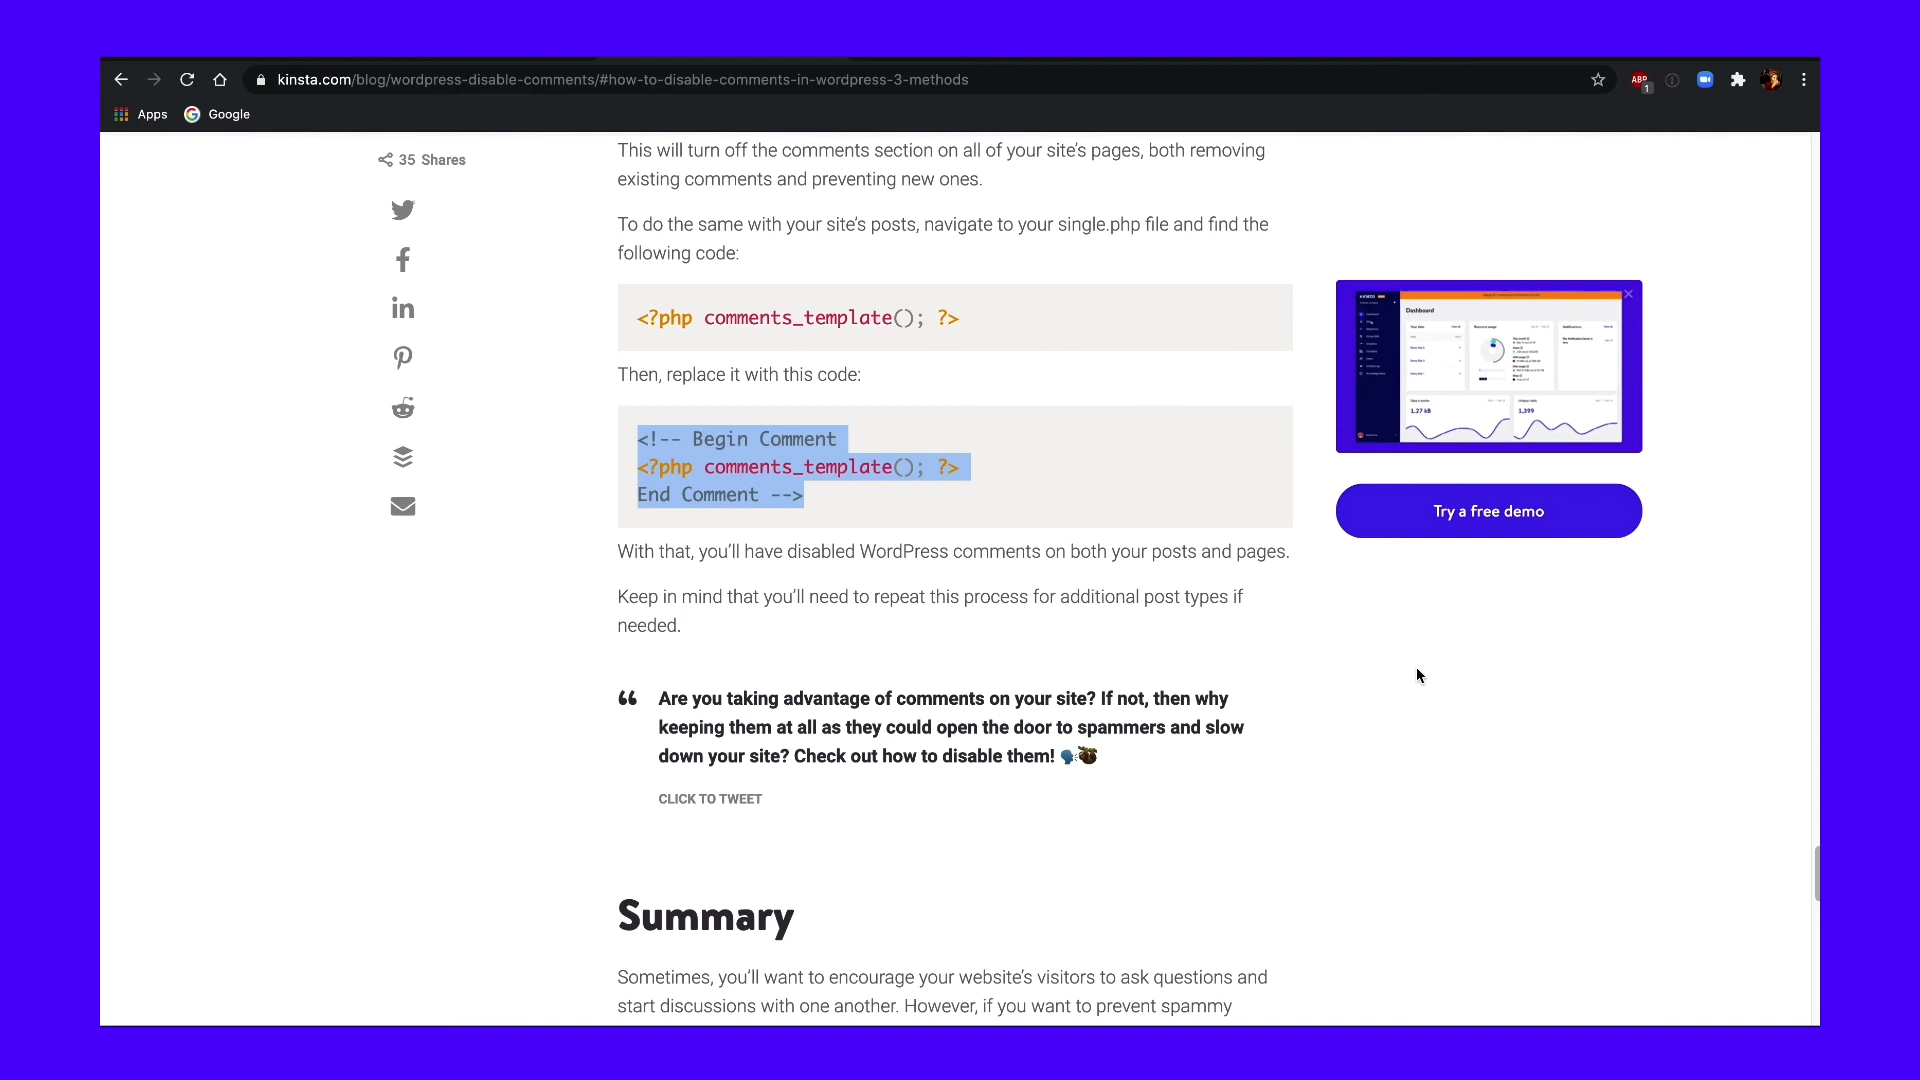 kinsta.com/blog/wordpress-disable-comments/#how-to-disable-comments-in-wordpress-3-methods
ABP
1
Apps
Google
35 Shares
This will turn off the comments section on all of your site’s pages, both removing
existing comments and preventing new ones.
To do the same with your site’s posts, navigate to your single.php file and find the
following code:
<?php comments_template(); ?>
Then, replace it with this code:
<!-- Begin Comment
<?php comments_template(); ?>
End Comment -->
With that, you’ll have disabled WordPress comments on both your posts and pages.
Keep in mind that you’ll need to repeat this process for additional post types if
needed.
Are you taking advantage of comments on your site? If not, then why
keeping them at all as they could open the door to spammers and slow
down your site? Check out how to disable them!
CLICK TO TWEET
Summary
Sometimes, you’ll want to encourage your website’s visitors to ask questions and
start discussions with one another. However, if you want to prevent spammy
Dashboard
1.27 kB
1,399
Try a free demo